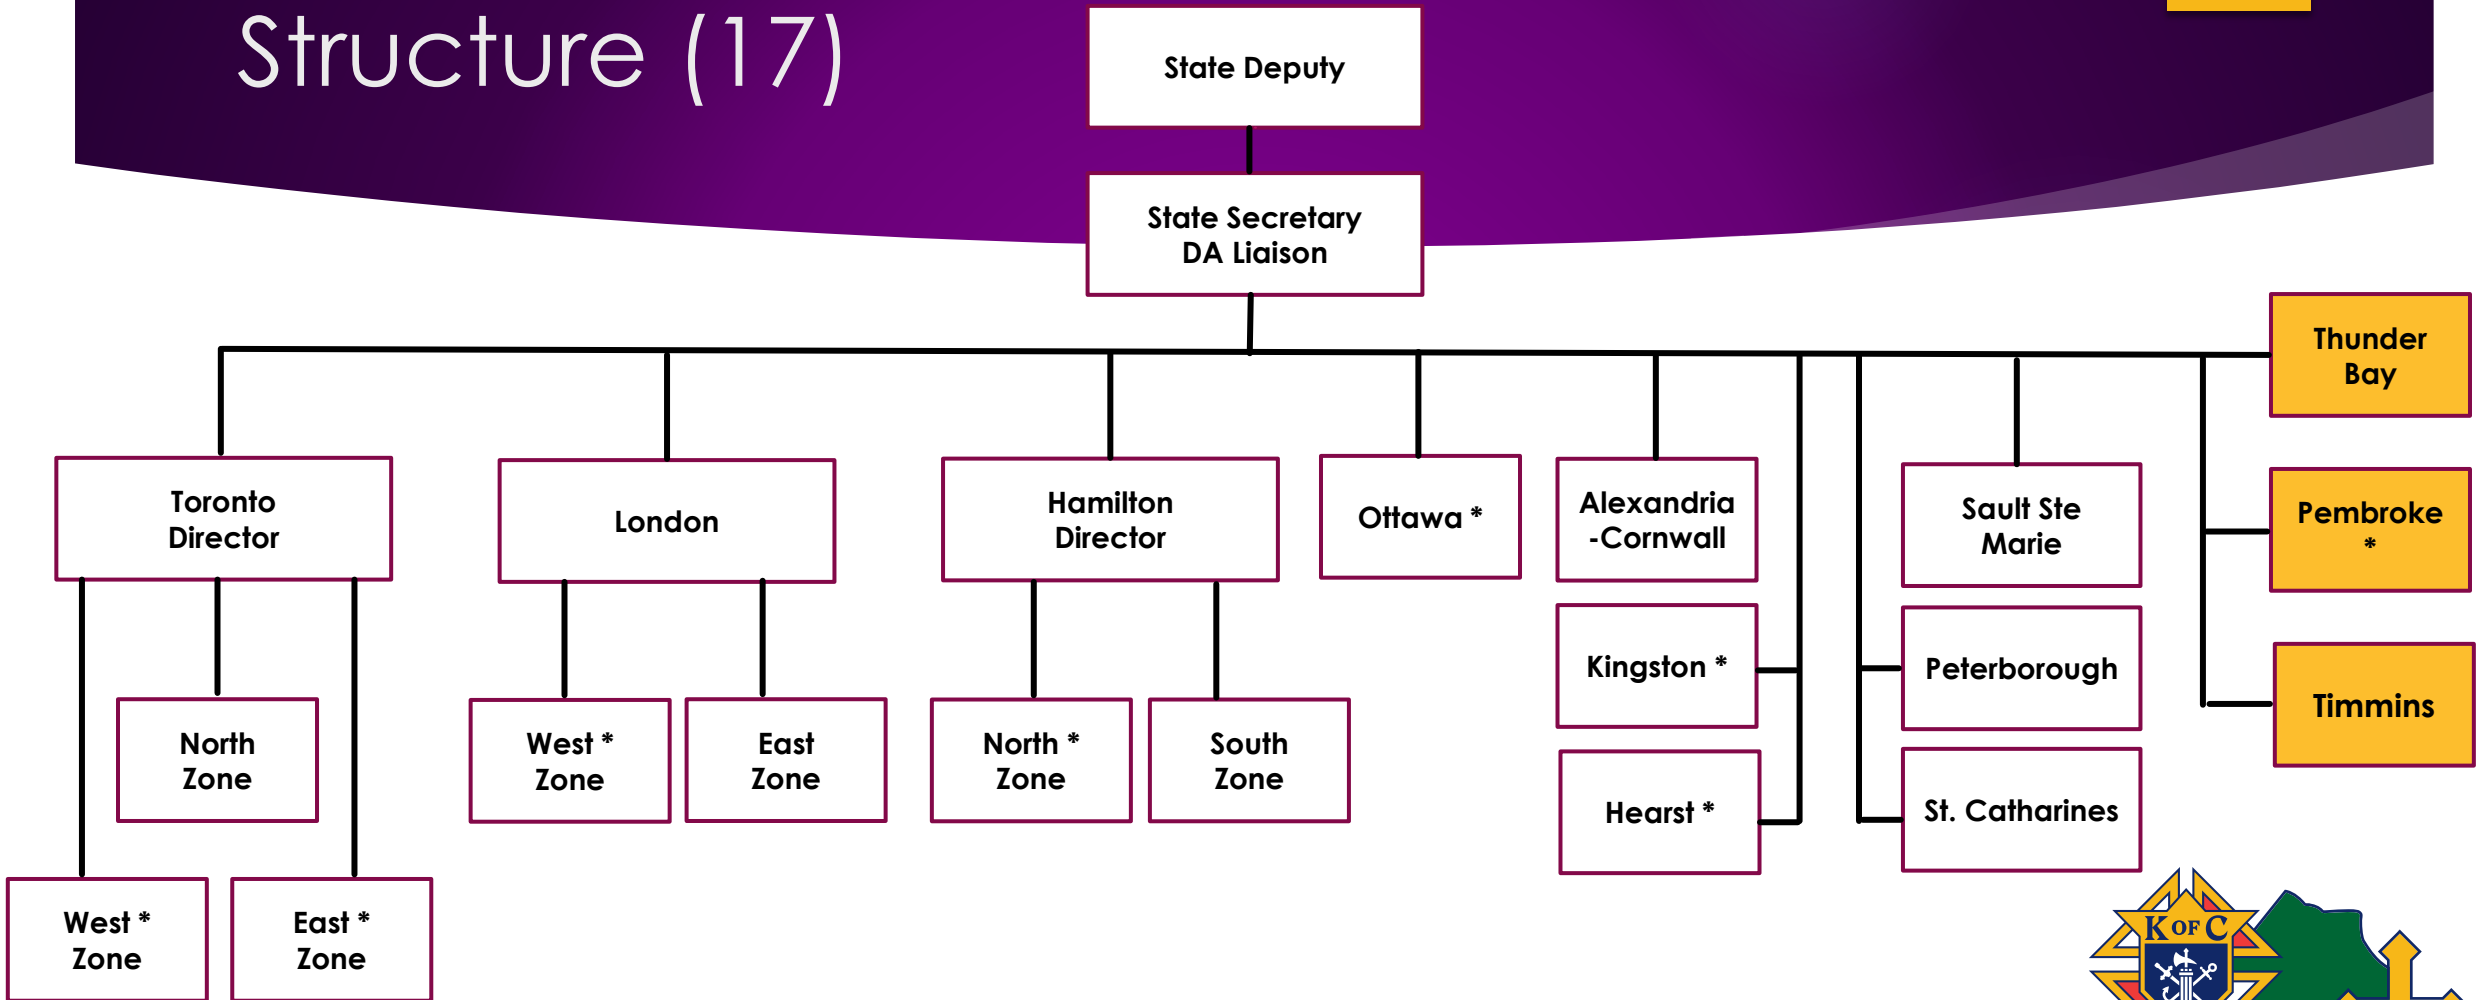 Structure (17)
State Deputy
State Secretary
DA Liaison
Thunder
Bay
Toronto
Director
London
Hamilton
Director
Ottawa *
Alexandria
-Cornwall
Sault Ste
Marie
Pembroke
*
Kingston *
Peterborough
Timmins
North
Zone
West *
Zone
East
Zone
North *
Zone
South
Zone
Hearst *
St. Catharines
West *
Zone
East *
Zone
K OF C